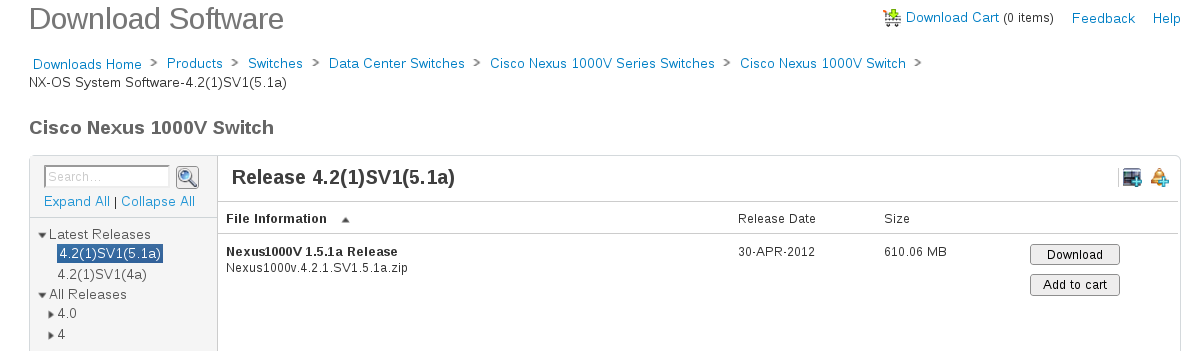 Download Software
Download Cart (0 items) Feedback Help
Downloads Home > Products > Switches > Data Center Switches > Cisco Nexus 1000V Series Switches > Cisco Nexus 1000V Switch >
NX-OS System Software-4.2(1)SV1(5.1a)
Cisco Nexus 1000V Switch
Search...
Expand All | Collapse All
Latest Releases
4.2(1)SV1(5.1a)
4.2(1)SV1(4a)
All Releases
4.0
4
Release 4.2(1)SV1(5.1a)
File Information Release Date Size
Nexus1000V 1.5.1a Release 30-APR-2012 610.06 MB Download
Nexus1000v.4.2.1.SV1.5.1a.zip
Add to cart